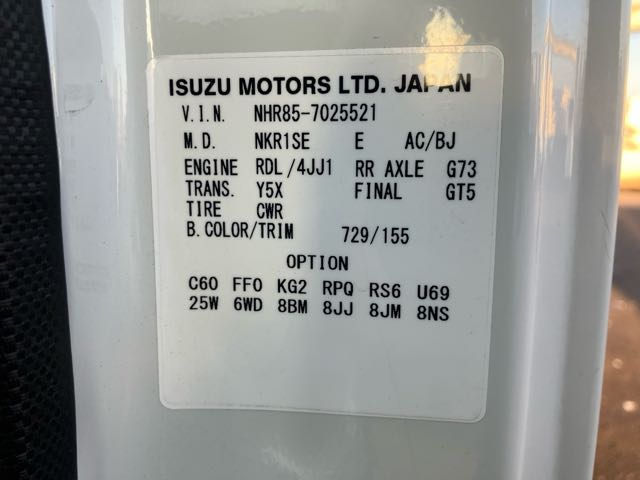 ISUZU MOTORS LTD. JAPAN
V.I.N. NHR85-7025521
M.D. NKR1SE E AC/BJ
ENGINE RDL/4JJ1 RR AXLE G73
TRANS. Y5X FINAL GT5
TIRE CWR
B.COLOR/TRIM 729/155
OPTION
C60 FF0 KG2 RPQ RS6 U69
25W 6WD 8BM 8JJ 8JM 8NS